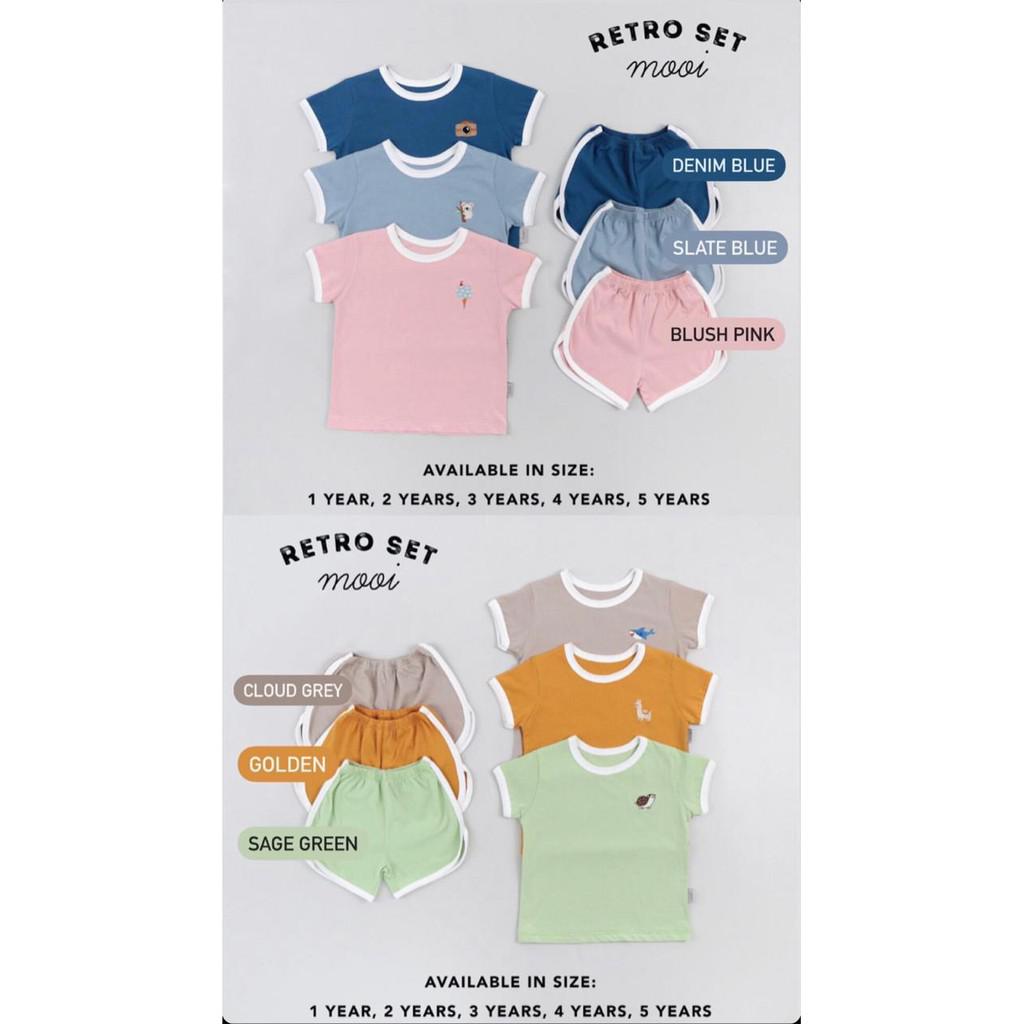 RETRO SET
mooi
DENIM BLUE
SLATE BLUE
BLUSH PINK
AVAILABLE IN SIZE:
1 YEAR, 2 YEARS, 3 YEARS, 4 YEARS, 5 YEARS
RETRO SET
mooi
CLOUD GREY
GOLDEN
SAGE GREEN
AVAILABLE IN SIZE:
1 YEAR, 2 YEARS, 3 YEARS, 4 YEARS, 5 YEARS